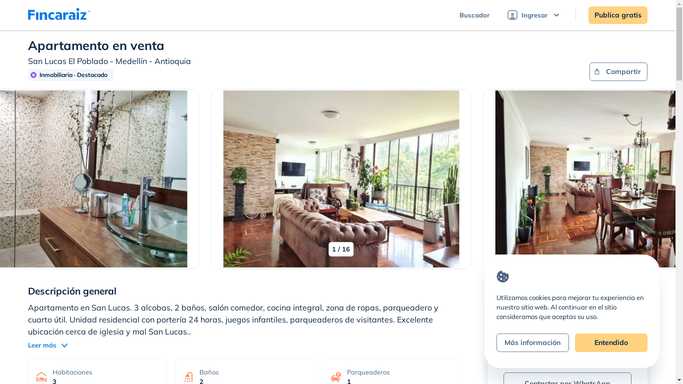 Fincaraiz
Buscador
Ingresar
Publica gratis
Apartamento en venta
San Lucas El Poblado - Medellín - Antioquia
Inmobiliaria · Destacado
Compartir
1 / 16
Descripción general
Apartamento en San Lucas. 3 alcobas, 2 baños, salón comedor, cocina integral, zona de ropas, parqueadero y
cuarto útil. Unidad residencial con portería 24 horas, juegos infantiles, parqueaderos de visitantes. Excelente
ubicación cerca de iglesia y mal San Lucas...
Leer más
Habitaciones
3
Baños
2
Parqueaderos
1
Utilizamos cookies para mejorar tu experiencia en
nuestro sitio web. Al continuar en el sitio
consideramos que aceptas su uso.
Más información
Entendido
Contactar por WhatsApp